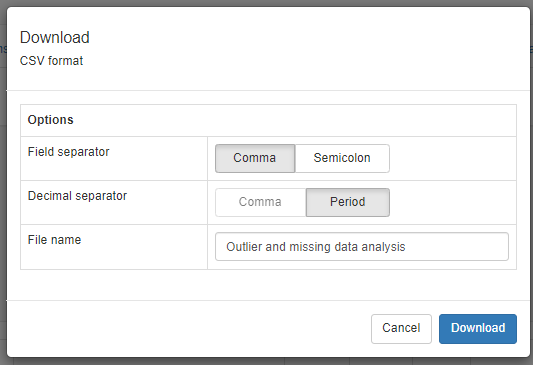 Download
CSV format
Options
Field separator
Comma Semicolon
Decimal separator
Comma Period
File name
Outlier and missing data analysis
Cancel Download